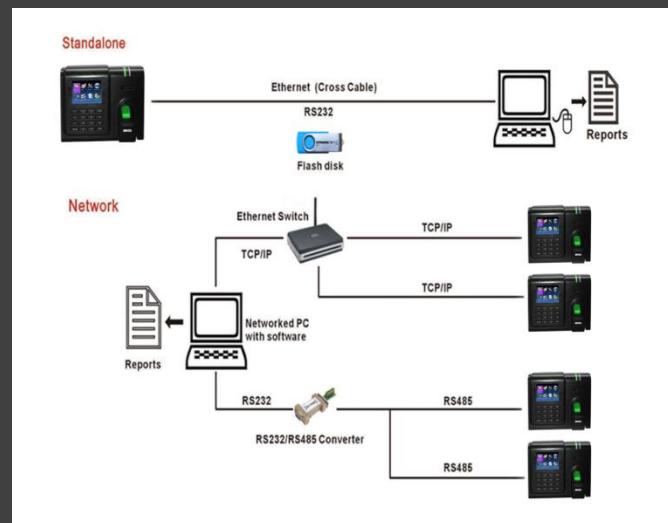 Standalone
Ethernet (Cross Cable)
RS232
Flash disk
Reports
Network
Ethernet Switch
TCP/IP
TCP/IP
TCP/IP
Networked PC
with software
Reports
RS232
RS485
RS232/RS485 Converter
RS485